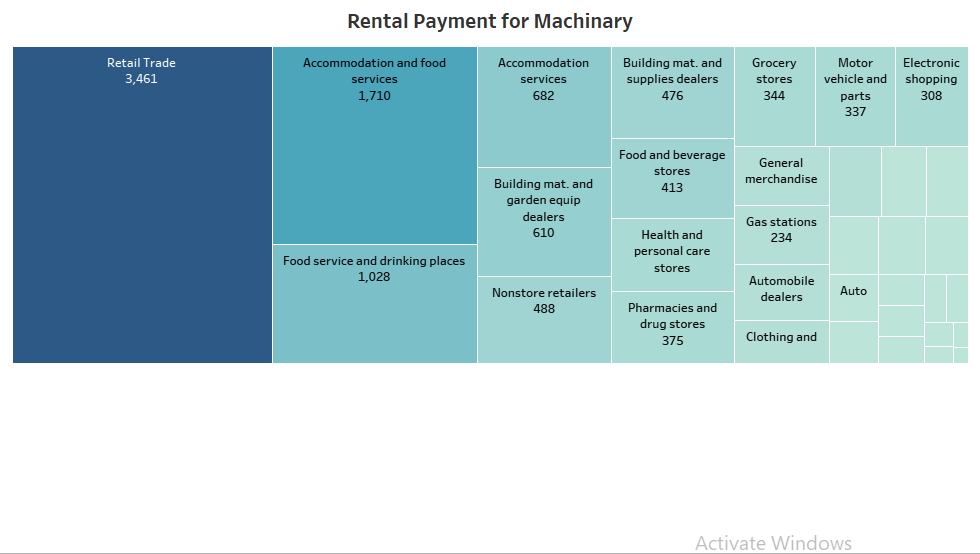 Rental Payment for Machinary
Retail Trade
3,461
Accommodation and food
services
1,710
Food service and drinking places
1,028
Accommodation
services
682
Building mat. and
garden equip
dealers
610
Nonstore retailers
488
Building mat. and
supplies dealers
476
Food and beverage
stores
413
Health and
personal care
stores
Pharmacies and
drug stores
375
Grocery
stores
344
Motor
vehicle and
parts
337
Electronic
shopping
308
General
merchandise
Gas stations
234
Automobile
dealers
Clothing and
Auto
Activate Windows